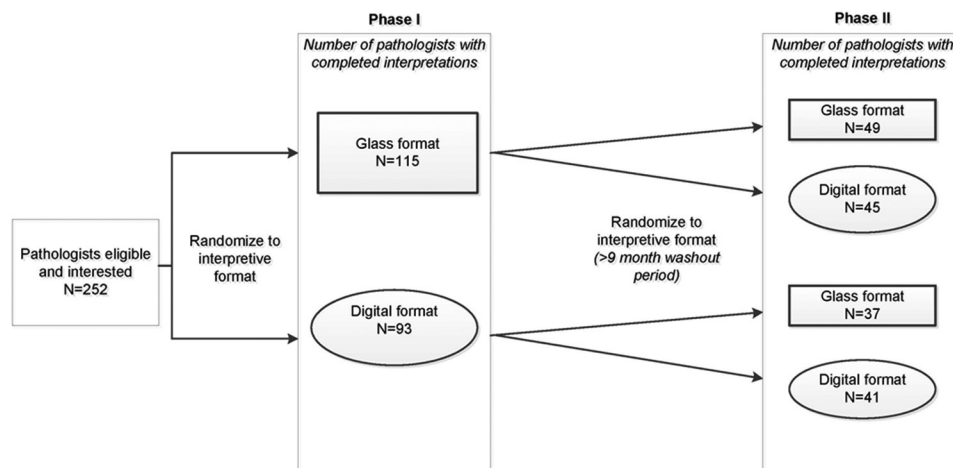 Phase I
Number of pathologists with
completed interpretations
Glass format
N=115
Digital format
N=93
Pathologists eligible
and interested
N=252
Randomize to
interpretive
format
Randomize to
interpretive format
(>9 month washout
period)
Phase II
Number of pathologists with
completed interpretations
Glass format
N=49
Digital format
N=45
Glass format
N=37
Digital format
N=41